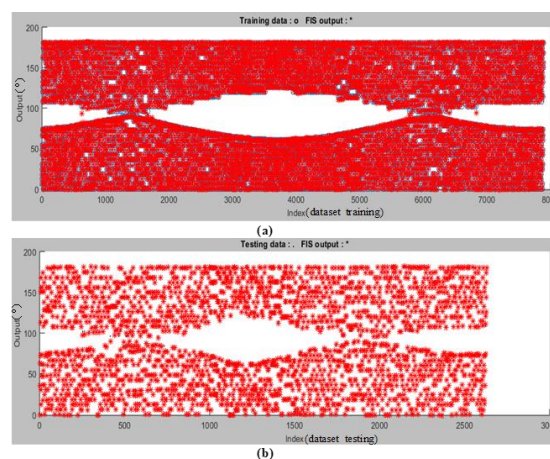 Training data : o FIS output : *
200
150
100
50
0
Output(°)
0 1000 2000 3000 4000 5000 6000 7000 80
Index(dataset training)
(a)
Testing data : . FIS output : *
200
150
100
50
0
Output(°)
0 500 1000 1500 2000 2500 300
Index(dataset testing)
(b)